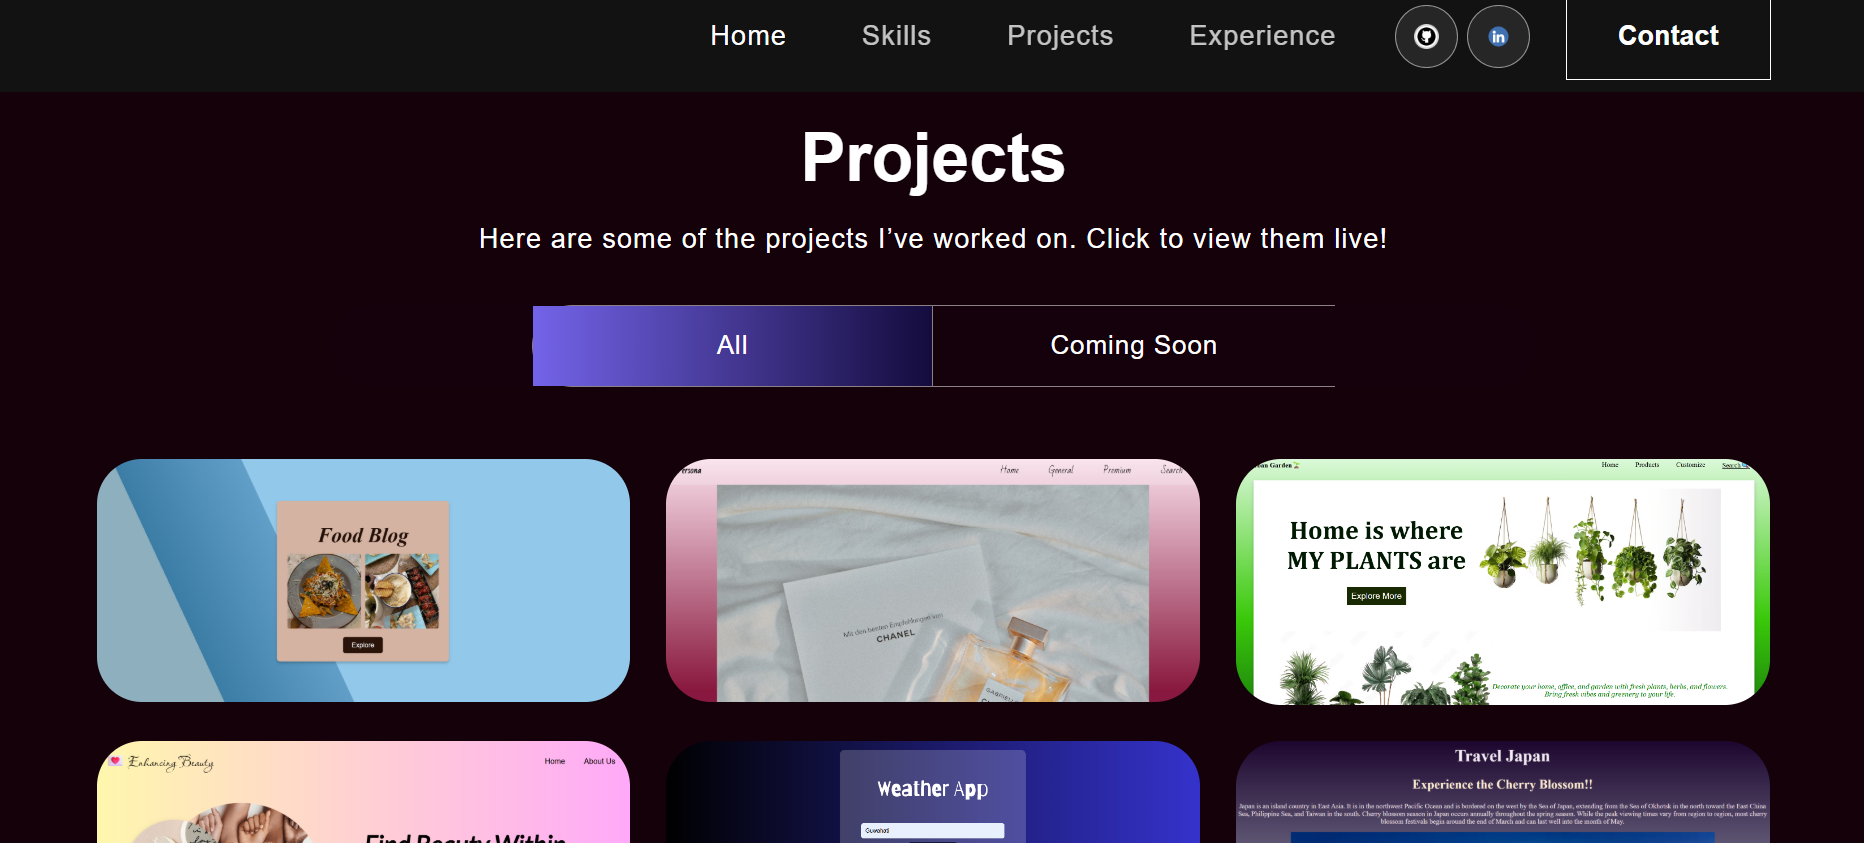 Home Skills Projects Experience Contact
Projects
Here are some of the projects I’ve worked on. Click to view them live!
All Coming Soon
Food Blog
Explore
Home General Premium Search
Mit den besten Empfehlungen von
CHANEL
Garden
Home Products Customize Search
Home is where
MY PLANTS are
Explore More
Decorate your home, office, and garden with fresh plants, herbs, and flowers.
Bring fresh vibes and greenery to your life.
Enhancing Beauty
Home About Us
Find Beauty Within
Weather App
Guwahati
Travel Japan
Experience the Cherry Blossom!!
Japan is an island country in East Asia. It is in the northwest Pacific Ocean and is bordered on the west by the Sea of Japan, extending from the Sea of Okhotsk in the north toward the East China
Sea, Philippine Sea, and Taiwan in the south. Cherry blossom season in Japan occurs annually throughout the spring season. While the peak viewing times vary from region to region, most cherry
blossom festivals begin around the end of March and can last well into the month of May.